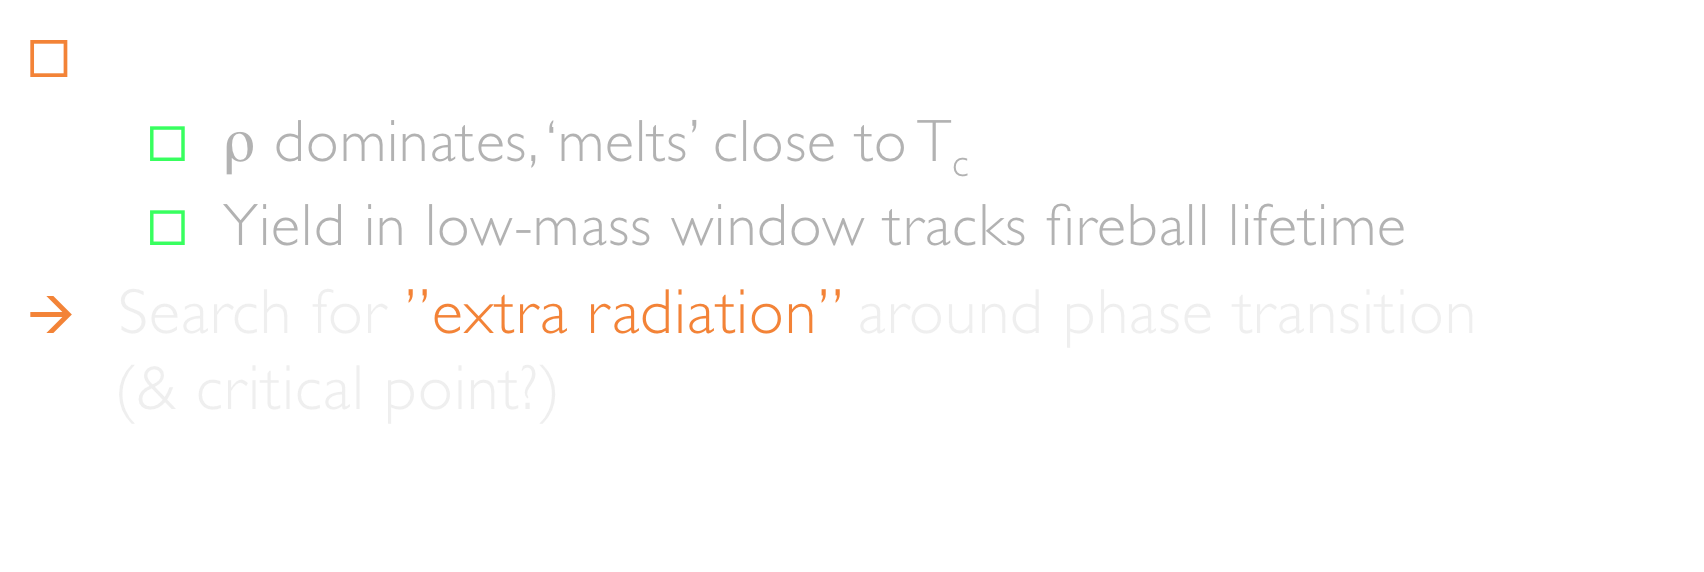 □
□ ρ dominates, ‘melts’ close to Tc
□ Yield in low-mass window tracks fireball lifetime
→ Search for ”extra radiation” around phase transition
(& critical point?)